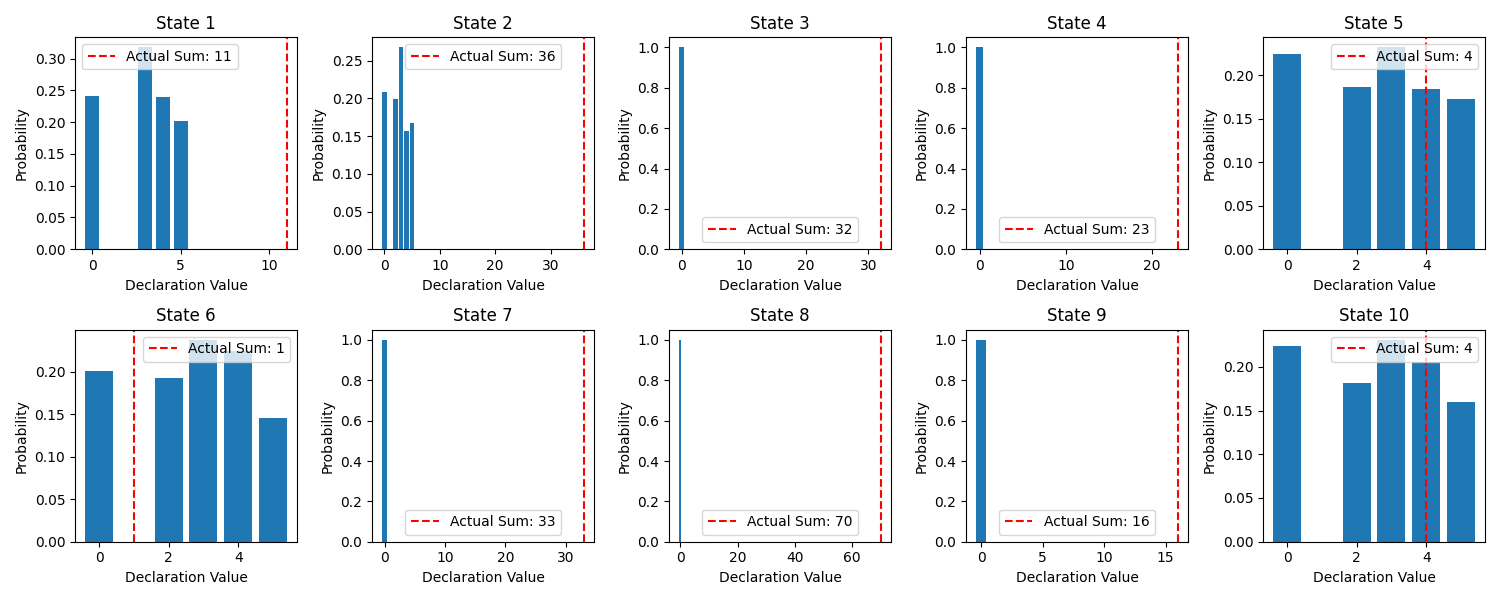 State 1
State 2
State 3
State 4
State 5
Probability
0.30
0.25
0.20
0.15
0.10
0.05
0.00
Actual Sum: 11
0 5 10
Declaration Value
Probability
0.25
0.20
0.15
0.10
0.05
0.00
Actual Sum: 36
0 10 20 30
Declaration Value
Probability
1.0
0.8
0.6
0.4
0.2
0.0
Actual Sum: 32
0 10 20 30
Declaration Value
Probability
1.0
0.8
0.6
0.4
0.2
0.0
Actual Sum: 23
0 10 20
Declaration Value
Probability
0.20
0.15
0.10
0.05
0.00
Actual Sum: 4
0 2 4
Declaration Value
State 6
State 7
State 8
State 9
State 10
Probability
0.20
0.15
0.10
0.05
0.00
Actual Sum: 1
0 2 4
Declaration Value
Probability
1.0
0.8
0.6
0.4
0.2
0.0
Actual Sum: 33
0 10 20 30
Declaration Value
Probability
1.0
0.8
0.6
0.4
0.2
0.0
Actual Sum: 70
0 20 40 60
Declaration Value
Probability
1.0
0.8
0.6
0.4
0.2
0.0
Actual Sum: 16
0 5 10 15
Declaration Value
Probability
0.20
0.15
0.10
0.05
0.00
Actual Sum: 4
0 2 4
Declaration Value